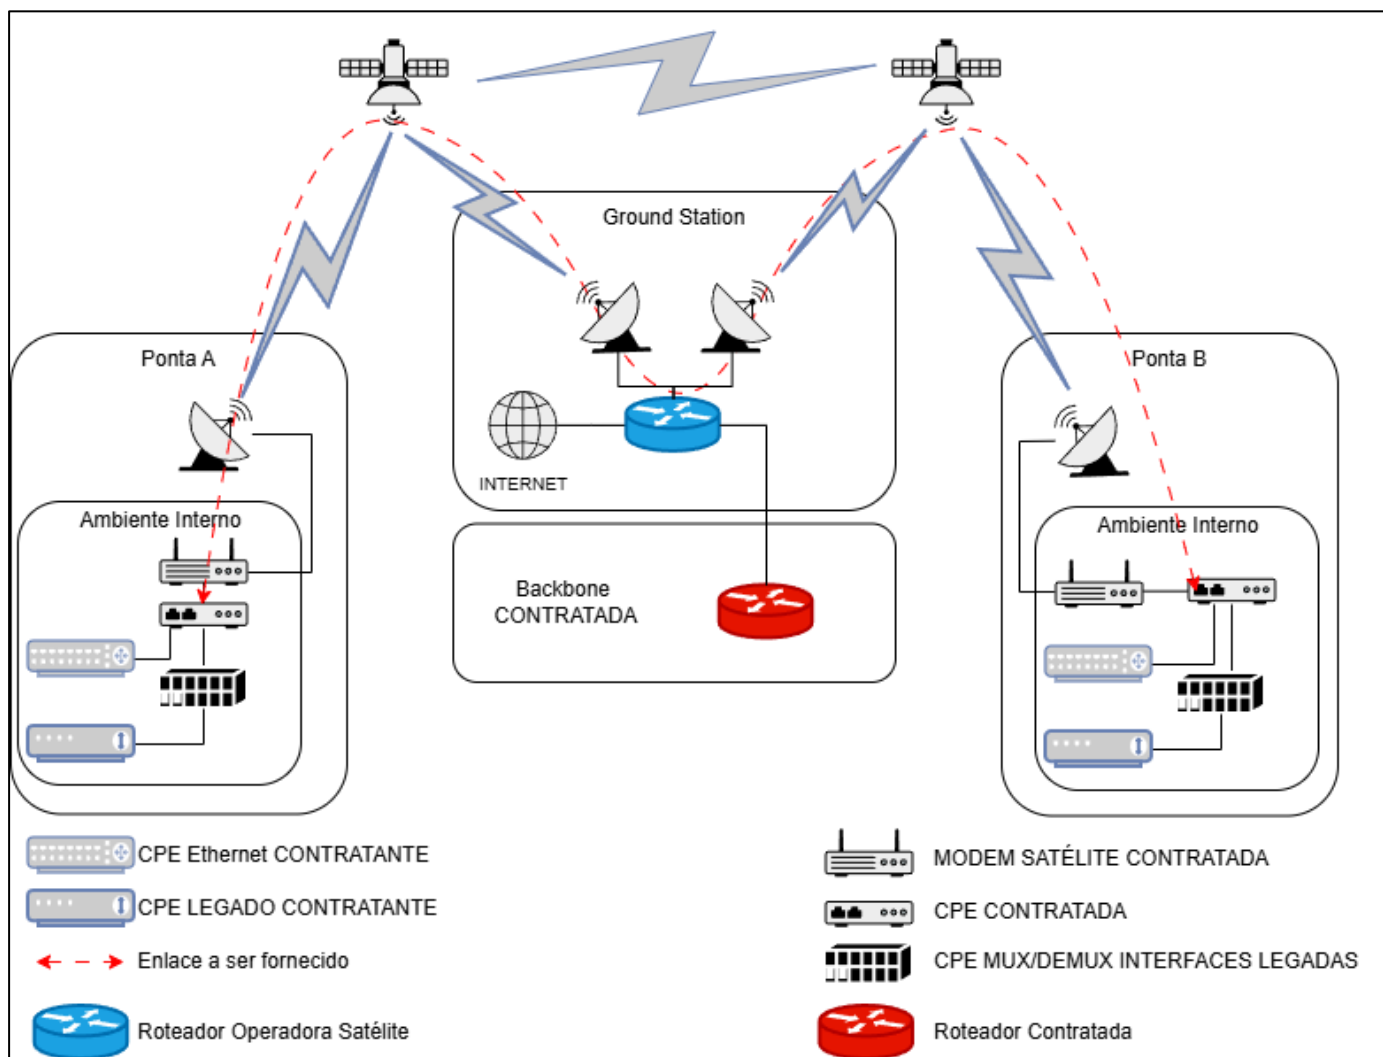 Ground Station
Ponta A
Ponta B
INTERNET
Ambiente Interno
Ambiente Interno
Backbone
CONTRATADA
CPE Ethernet CONTRATANTE
MODEM SATÉLITE CONTRATADA
CPE LEGADO CONTRATANTE
CPE CONTRATADA
Enlace a ser fornecido
CPE MUX/DEMUX INTERFACES LEGADAS
Roteador Operadora Satélite
Roteador Contratada